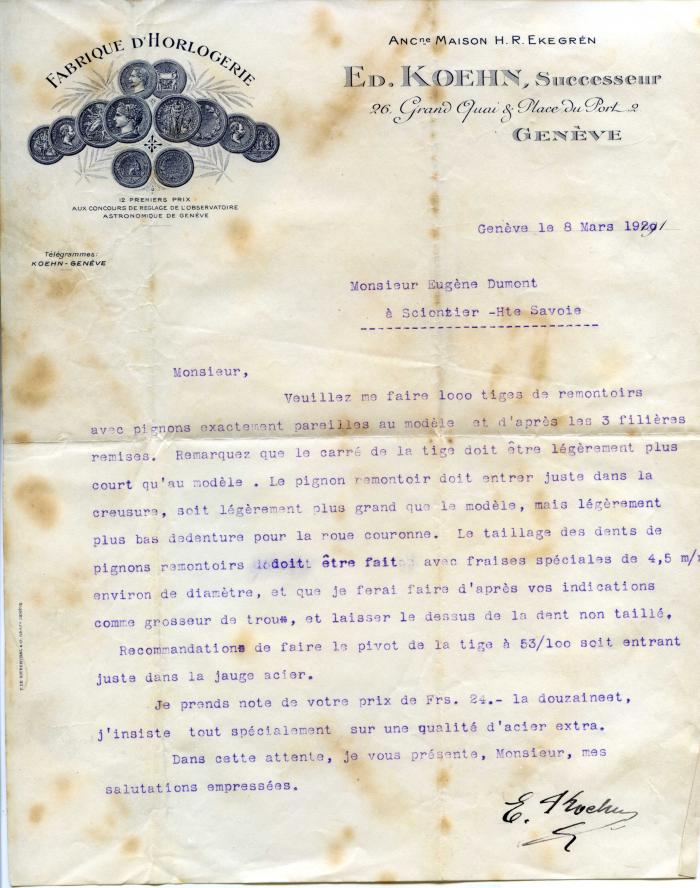 FABRIQUE D'HORLOGERIE
12 PREMIERS PRIX
AUX CONCOURS DE RÉGLAGE DE L'OBSERVATOIRE
ASTRONOMIQUE DE GENÈVE
Télégrammes:
KOEHN-GENÈVE
ANCne MAISON H.R. EKEGRÉN
ED. KOEHN, SUCCESSEUR
26. Grand Quai & Place du Port 2
GENÈVE
Genève le 8 Mars 192
Monsieur Eugène Dumont
à Sciontier -Hte Savoie
Monsieur,
Veuillez me faire 1000 tiges de remontoirs
avec pignons exactement pareilles au modèle et d'après les 3 filières
remises. Remarquez que le carré de la tige doit être légèrement plus
court qu'au modèle . Le pignon remontoir doit entrer juste dans la
creusure, soit légèrement plus grand que le modèle, mais légèrement
plus bas dedenture pour la roue couronne. Le taillage des dents de
pignons remontoirs doit être fait avec fraises spéciales de 4,5 m/m
environ de diamètre, et que je ferai faire d'après vos indications
comme grosseur de trou, et laisser le dessus de la dent non taillé.
Recommandation de faire le pivot de la tige à 53/100 soit entrant
juste dans la jauge acier.
Je prends note de votre prix de Frs. 24.- la douzaineet,
j'insiste tout spécialement sur une qualité d'acier extra.
Dans cette attente, je vous présente, Monsieur, mes
salutations empressées.
E. Koehn